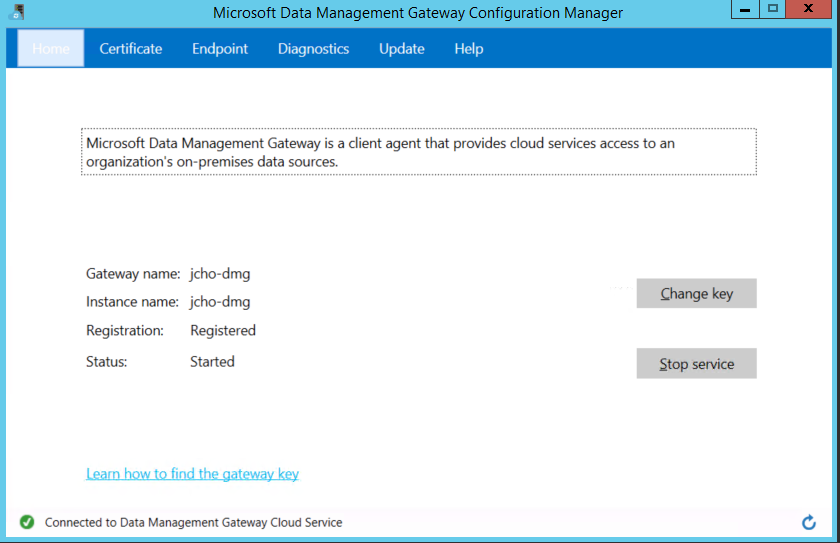 Microsoft Data Management Gateway Configuration Manager
Home Certificate Endpoint Diagnostics Update Help
Microsoft Data Management Gateway is a client agent that provides cloud services access to an
organization's on-premises data sources.
Gateway name: jcho-dmg
Change key
Instance name: jcho-dmg
Registration: Registered
Status: Started
Stop service
Learn how to find the gateway key
Connected to Data Management Gateway Cloud Service